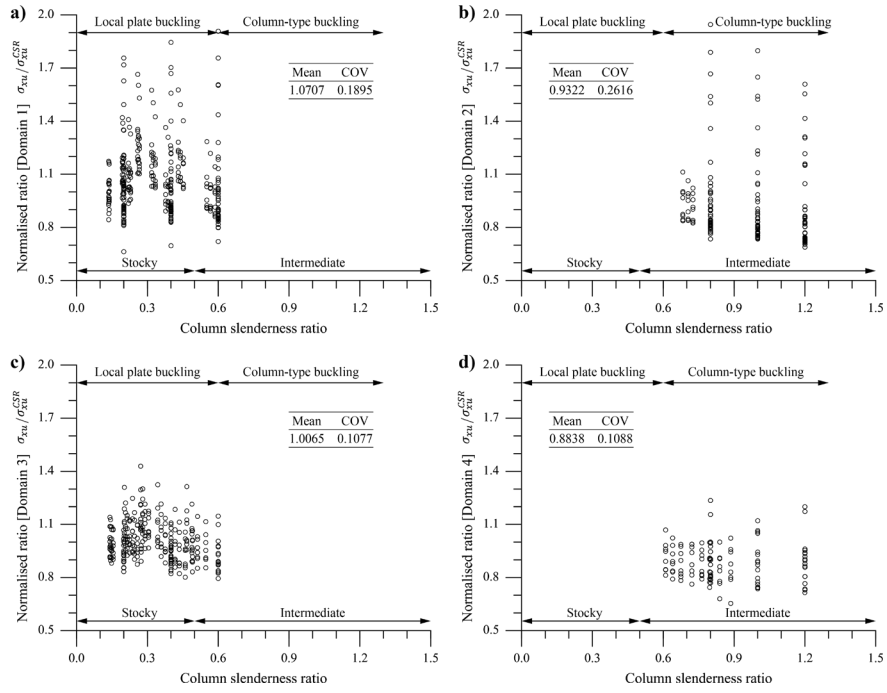 a)
2.0
1.7
1.4
1.1
0.8
0.5
Normalised ratio [Domain 1] σxu/σxu^CSR
Local plate buckling
Column-type buckling
Mean COV
1.0707 0.1895
Stocky
Intermediate
0.0 0.3 0.6 0.9 1.2 1.5
Column slenderness ratio
b)
2.0
1.7
1.4
1.1
0.8
0.5
Normalised ratio [Domain 2] σxu/σxu^CSR
Local plate buckling
Column-type buckling
Mean COV
0.9322 0.2616
Stocky
Intermediate
0.0 0.3 0.6 0.9 1.2 1.5
Column slenderness ratio
c)
2.0
1.7
1.4
1.1
0.8
0.5
Normalised ratio [Domain 3] σxu/σxu^CSR
Local plate buckling
Column-type buckling
Mean COV
1.0065 0.1077
Stocky
Intermediate
0.0 0.3 0.6 0.9 1.2 1.5
Column slenderness ratio
d)
2.0
1.7
1.4
1.1
0.8
0.5
Normalised ratio [Domain 4] σxu/σxu^CSR
Local plate buckling
Column-type buckling
Mean COV
0.8838 0.1088
Stocky
Intermediate
0.0 0.3 0.6 0.9 1.2 1.5
Column slenderness ratio